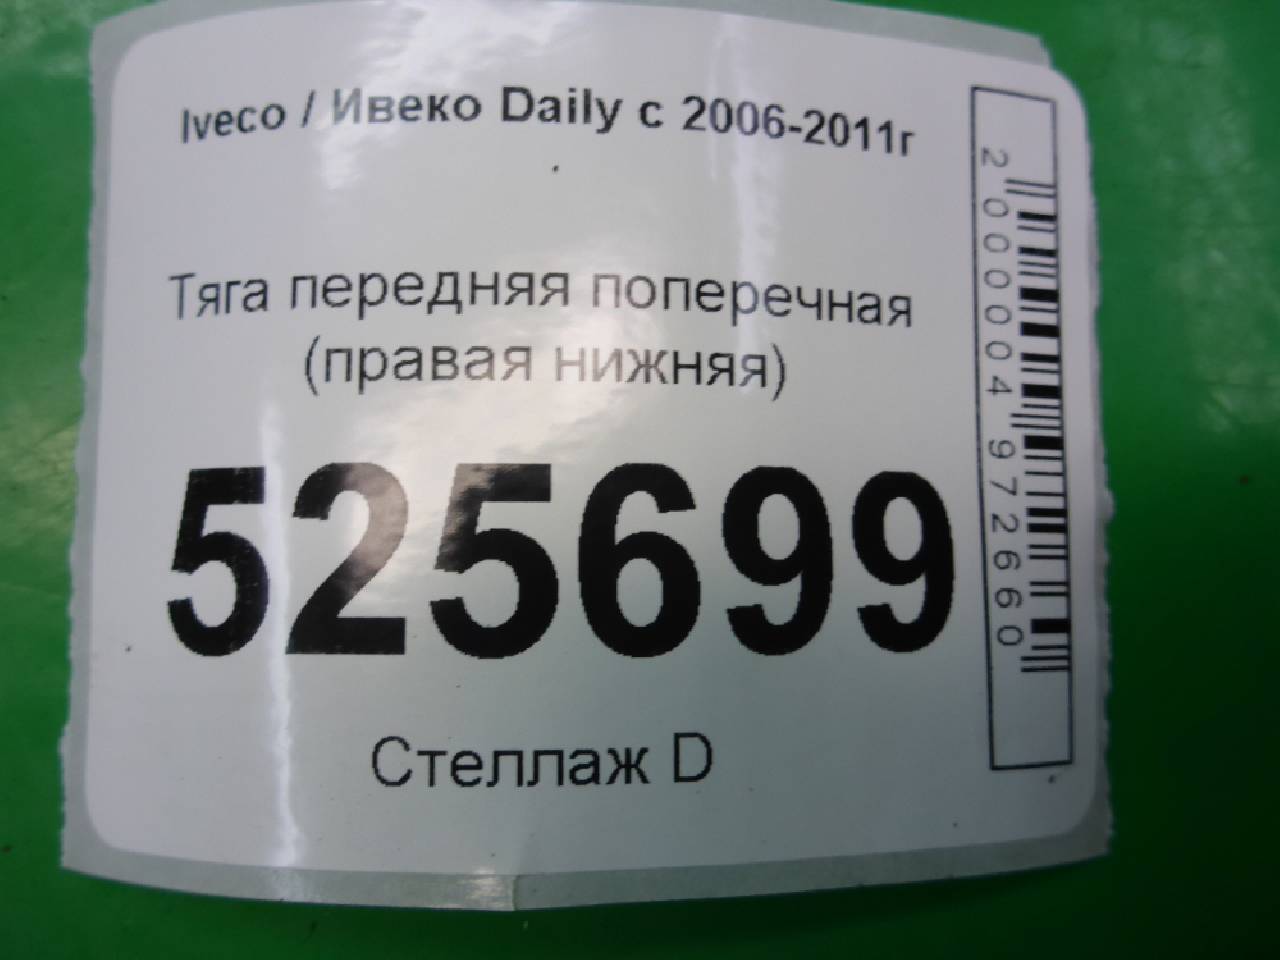 Iveco / Ивеко Daily с 2006-2011г
Тяга передняя поперечная
(правая нижняя)
525699
Стеллаж D
2000004972660